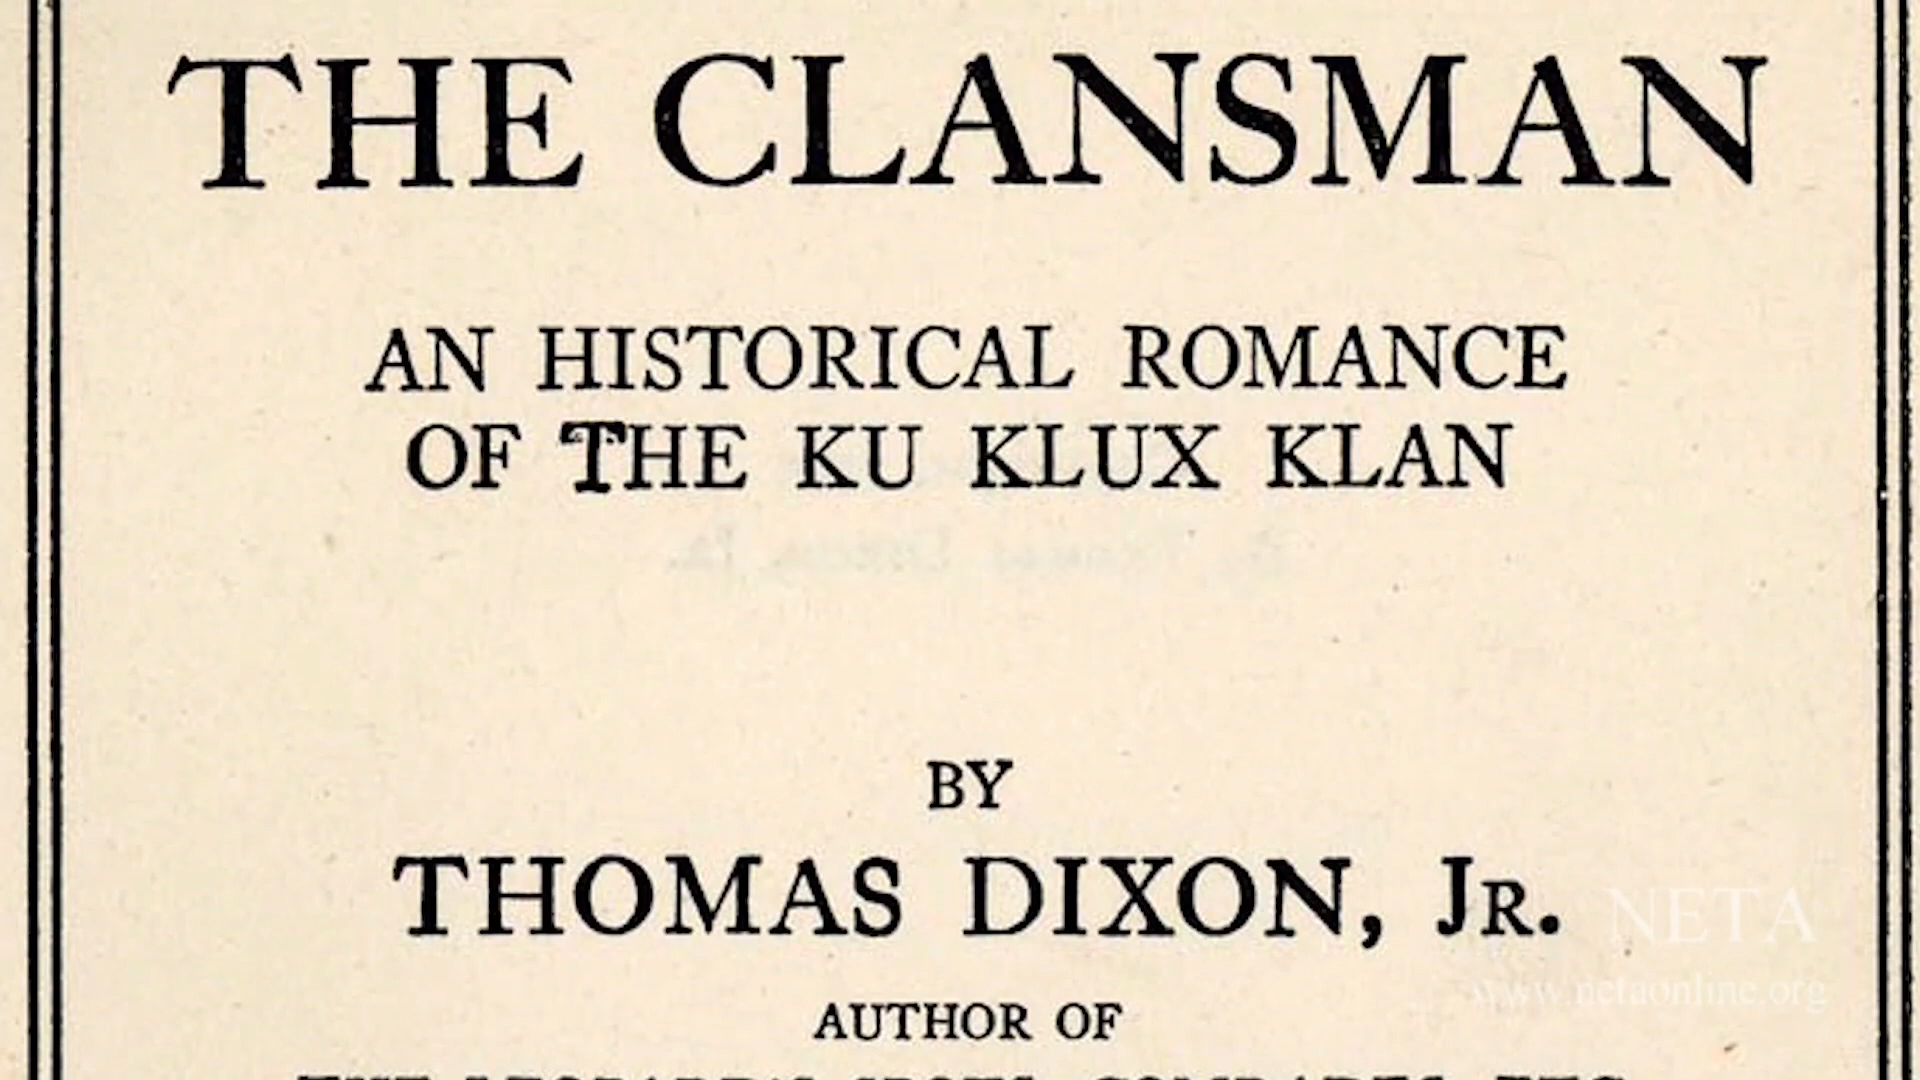 THE CLANSMAN
AN HISTORICAL ROMANCE
OF THE KU KLUX KLAN
BY
THOMAS DIXON, JR.
NETA
www.netaonline.org
AUTHOR OF